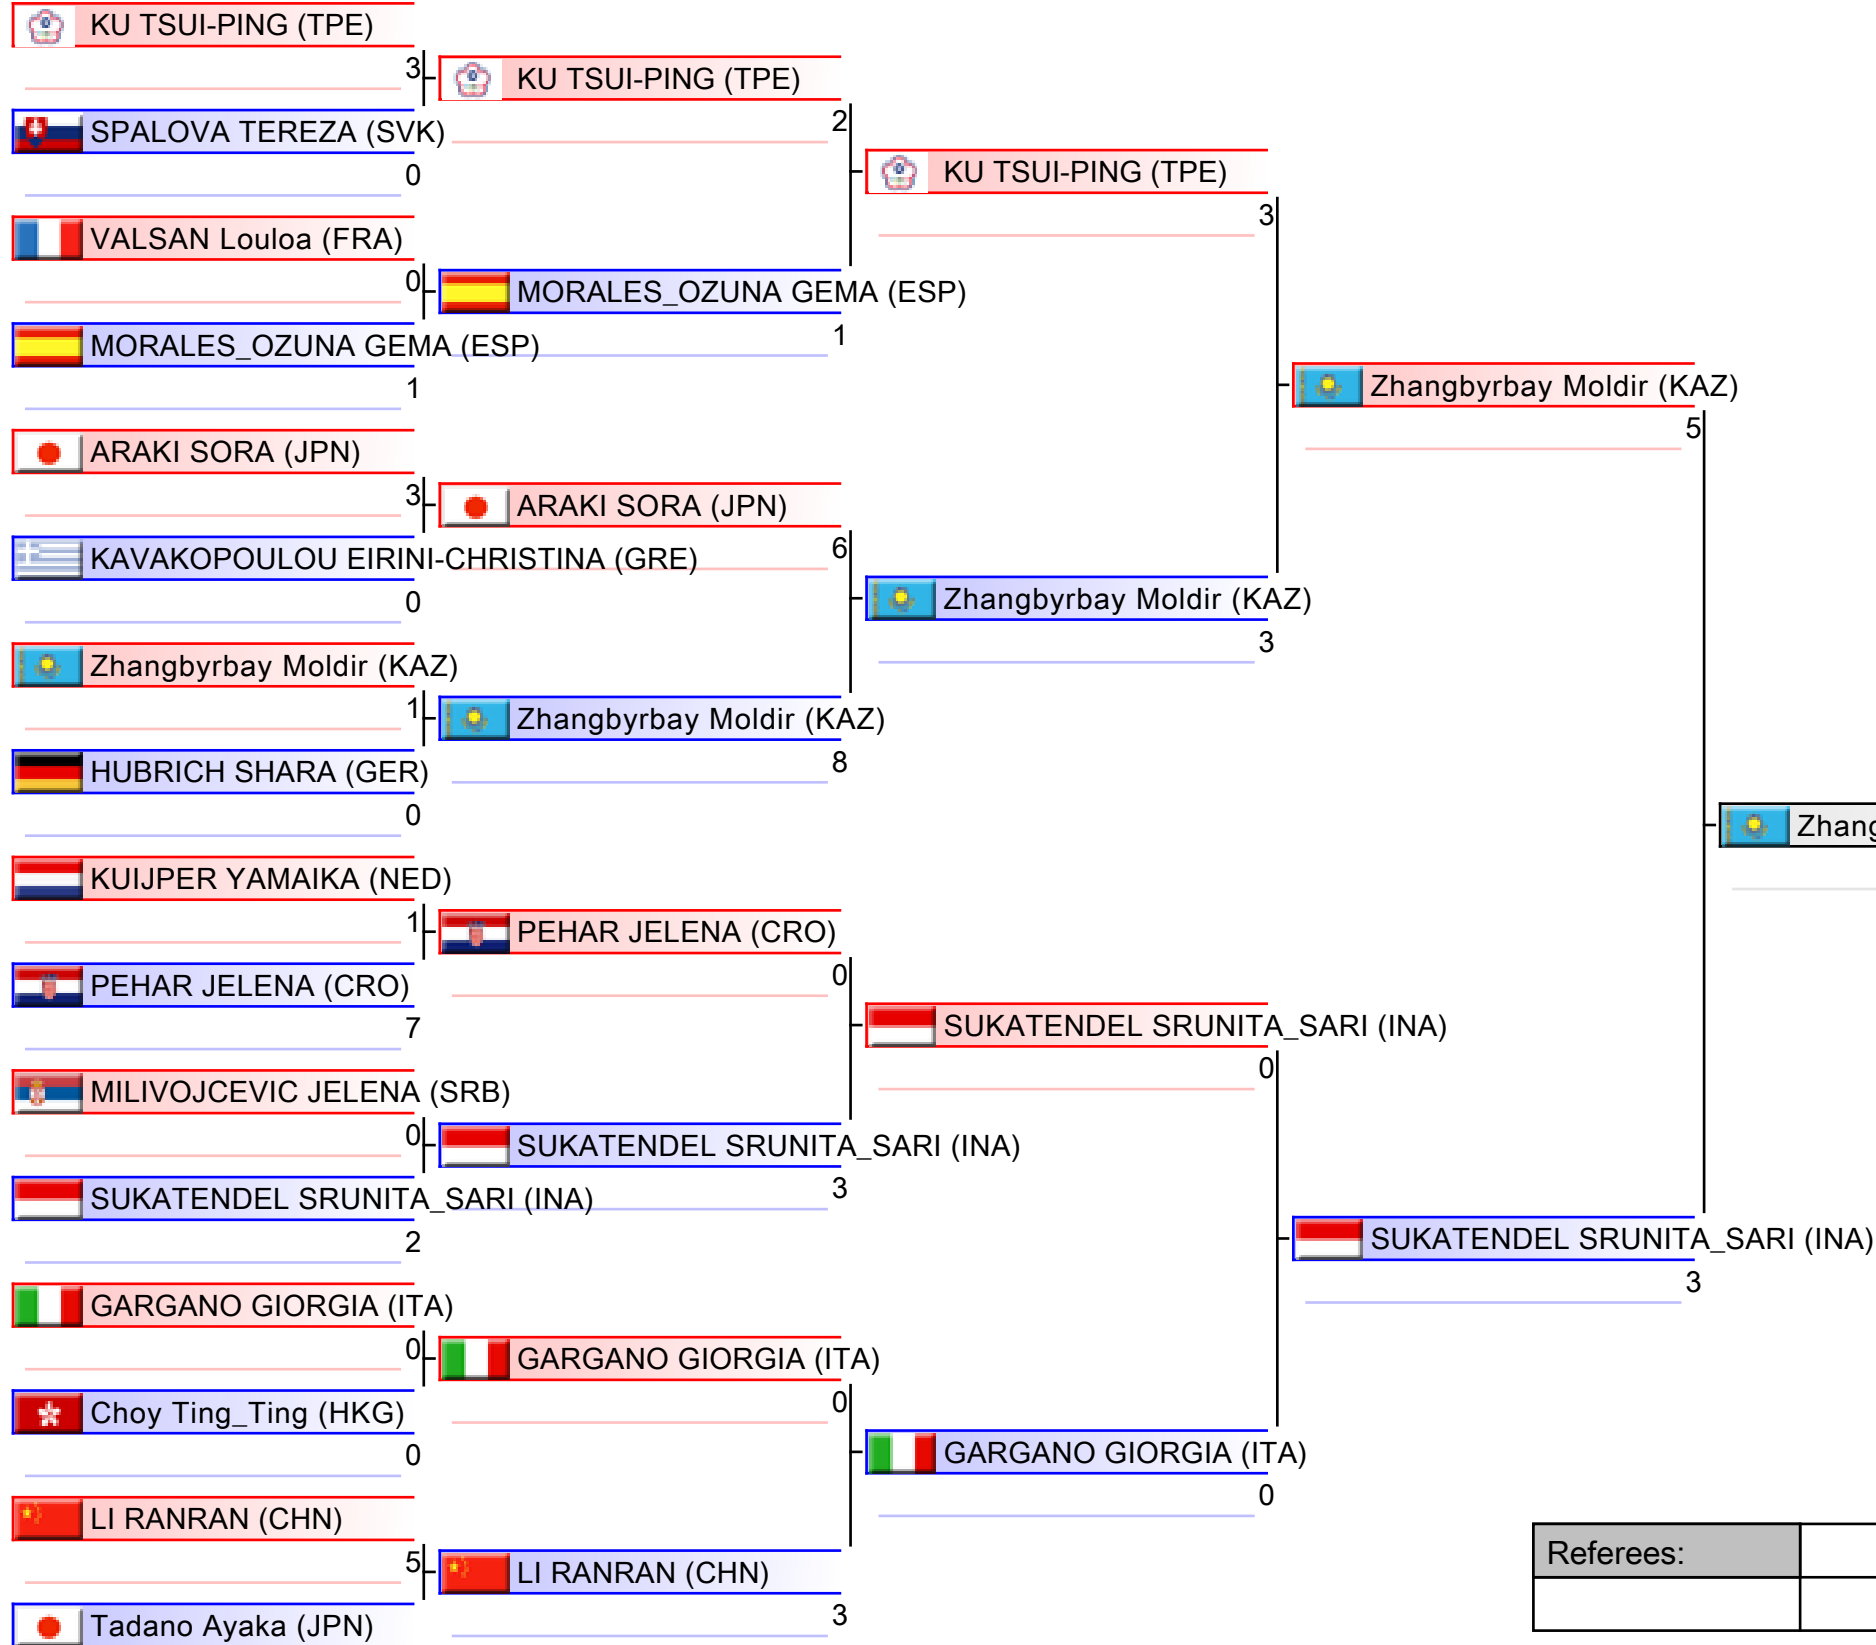 KU TSUI-PING (TPE)
3
SPALOVA TEREZA (SVK)
0
VALSAN Louloa (FRA)
0
MORALES_OZUNA GEMA (ESP)
1
ARAKI SORA (JPN)
3
KAVAKOPOULOU EIRINI-CHRISTINA (GRE)
0
Zhangbyrbay Moldir (KAZ)
1
HUBRICH SHARA (GER)
0
KUIJPER YAMAIKA (NED)
1
PEHAR JELENA (CRO)
7
MILIVOJCEVIC JELENA (SRB)
0
SUKATENDEL SRUNITA_SARI (INA)
2
GARGANO GIORGIA (ITA)
0
Choy Ting_Ting (HKG)
0
LI RANRAN (CHN)
5
Tadano Ayaka (JPN)
KU TSUI-PING (TPE)
2
MORALES_OZUNA GEMA (ESP)
1
ARAKI SORA (JPN)
6
Zhangbyrbay Moldir (KAZ)
8
PEHAR JELENA (CRO)
0
SUKATENDEL SRUNITA_SARI (INA)
3
GARGANO GIORGIA (ITA)
0
LI RANRAN (CHN)
3
KU TSUI-PING (TPE)
3
Zhangbyrbay Moldir (KAZ)
3
SUKATENDEL SRUNITA_SARI (INA)
0
GARGANO GIORGIA (ITA)
0
Zhangbyrbay Moldir (KAZ)
5
SUKATENDEL SRUNITA_SARI (INA)
3
Referees: